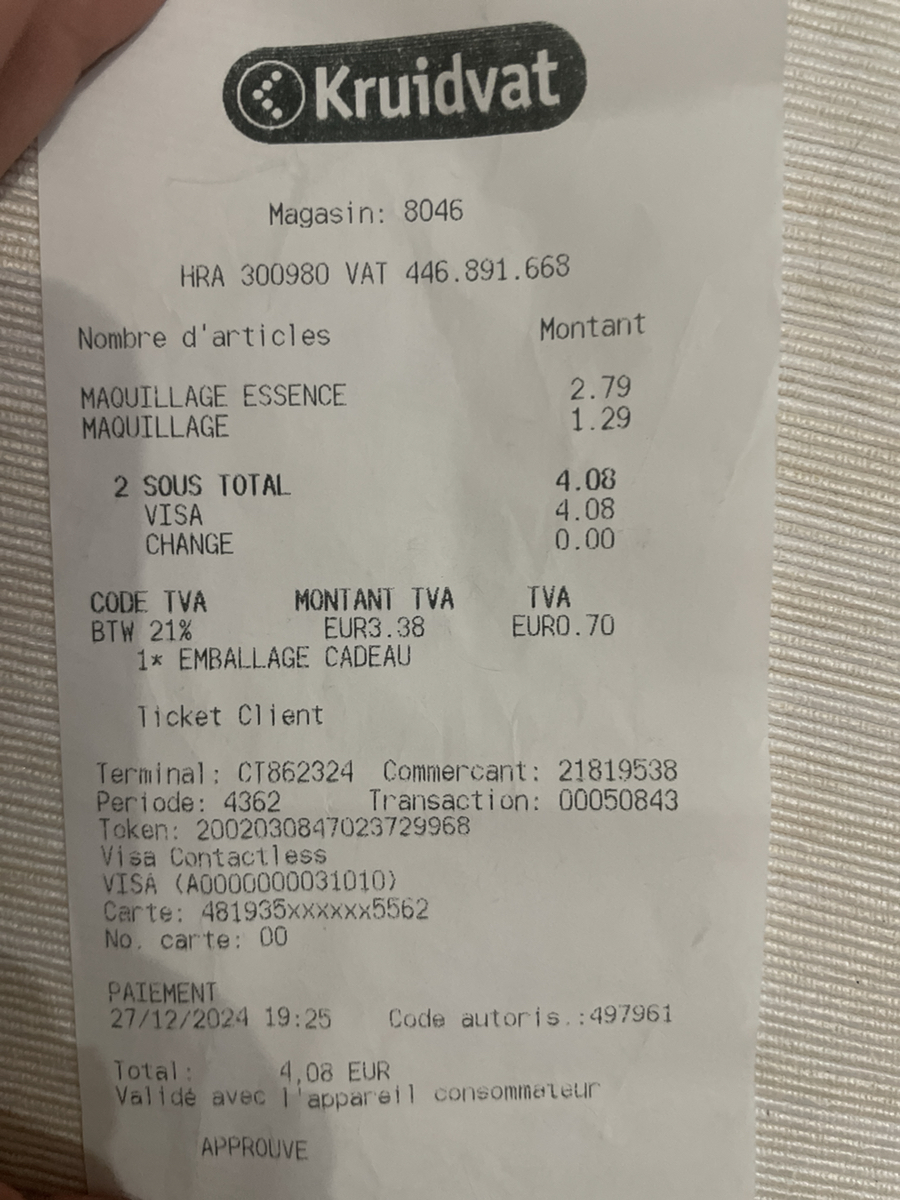 Kruidvat
Magasin: 8046
HRA 300980 VAT 446.891.668
Nombre d'articles Montant
MAQUILLAGE ESSENCE 2.79
MAQUILLAGE 1.29
2 SOUS TOTAL 4.08
VISA 4.08
CHANGE 0.00
CODE TVA MONTANT TVA TVA
BTW 21% EUR3.38 EUR0.70
1* EMBALLAGE CADEAU
Ticket Client
Terminal: CT862324 Commercant: 21819538
Periode: 4362 Transaction: 00050843
Token: 2002030847023729968
Visa Contactless
VISA (A0000000031010)
Carte: 481935xxxxxx5562
No. carte: 00
PAIEMENT
27/12/2024 19:25 Code autoris.:497961
Total: 4,08 EUR
Validé avec l'appareil consommateur
APPROUVE